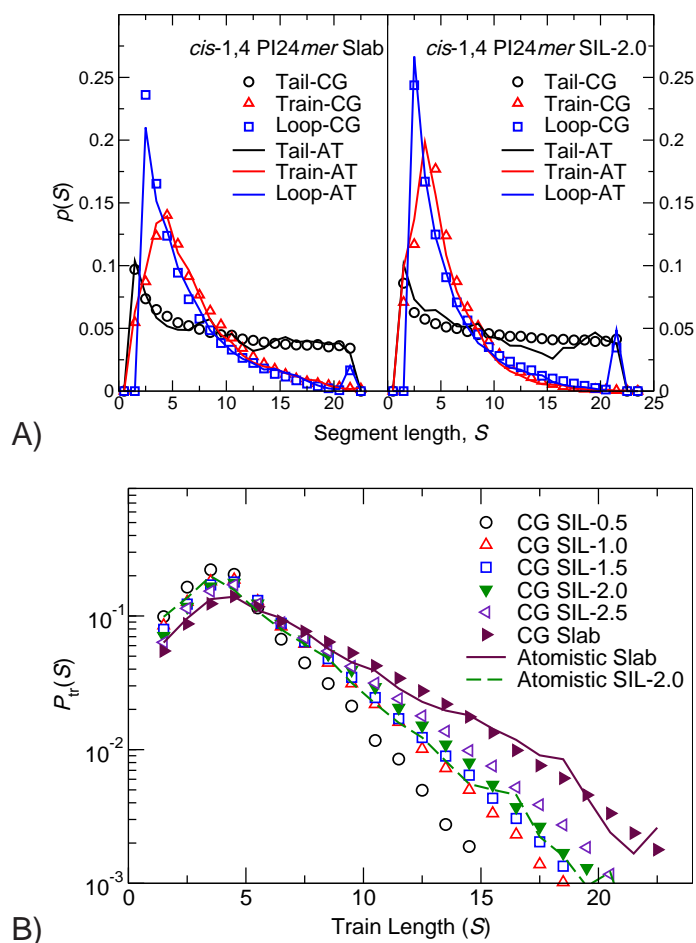 cis-1,4 PI24mer Slab
Tail-CG
Train-CG
Loop-CG
Tail-AT
Train-AT
Loop-AT
cis-1,4 PI24mer SIL-2.0
Tail-CG
Train-CG
Loop-CG
Tail-AT
Train-AT
Loop-AT
p(S)
0.25
0.2
0.15
0.1
0.05
0
0.25
0.2
0.15
0.1
0.05
0
0 5 10 15 20 0 5 10 15 20 25
Segment length, S
A)
CG SIL-0.5
CG SIL-1.0
CG SIL-1.5
CG SIL-2.0
CG SIL-2.5
CG Slab
Atomistic Slab
Atomistic SIL-2.0
Ptr(S)
10-1
10-2
10-3
0 5 10 15 20
Train Length (S)
B)